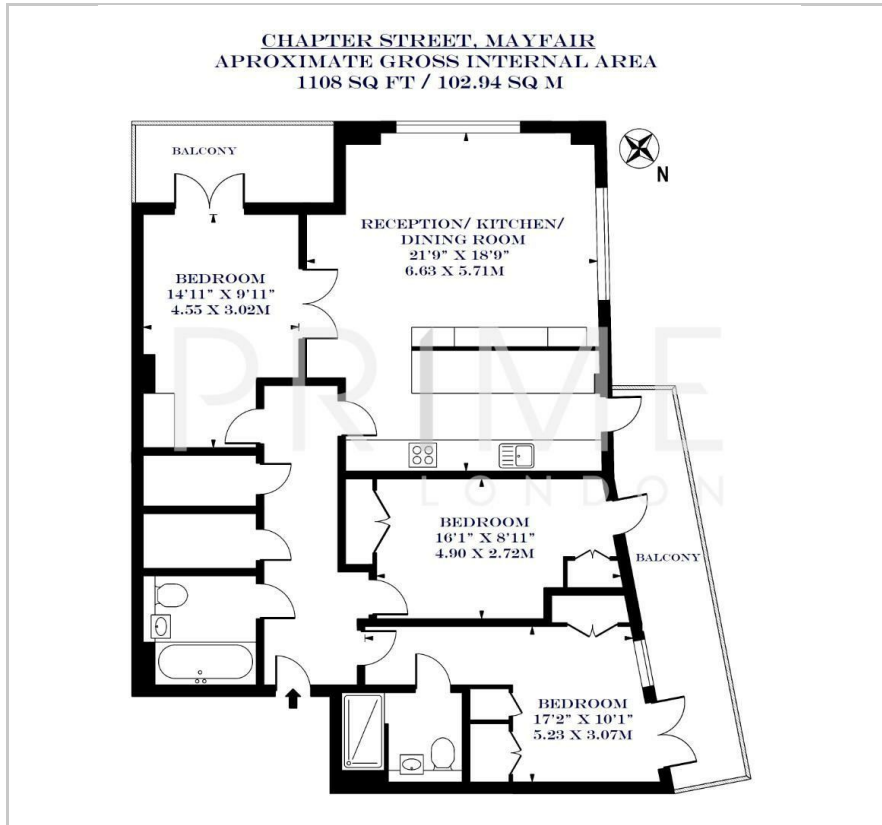 CHAPTER STREET, MAYFAIR
APROXIMATE GROSS INTERNAL AREA
1108 SQ FT / 102.94 SQ M
BALCONY
N
RECEPTION/ KITCHEN/
DINING ROOM
21'9" X 18'9"
6.63 X 5.71M
BEDROOM
14'11" X 9'11"
4.55 X 3.02M
PRIME
LONDON
BEDROOM
16'1" X 8'11"
4.90 X 2.72M
BALCONY
BEDROOM
17'2" X 10'1"
5.23 X 3.07M